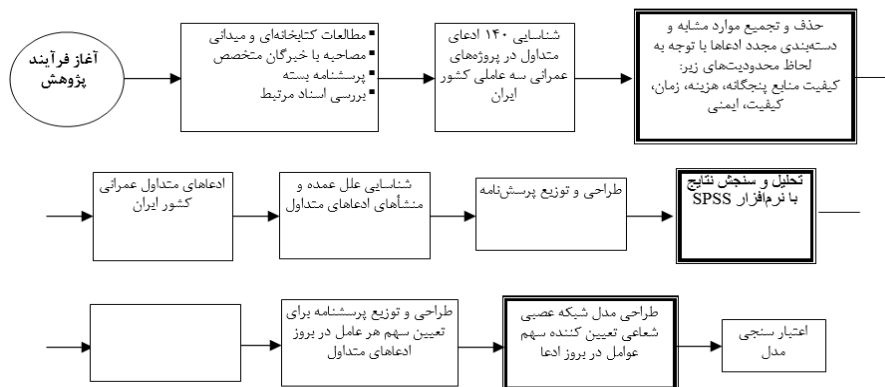 آغاز فرآیند
پژوهش
مطالعات کتابخانه‌ای و میدانی
مصاحبه با خبرگان متخصص
پرسشنامه بسته
بررسی اسناد مرتبط
شناسایی ۱۴۰ ادعای
متداول در پروژه‌های
عمرانی سه عاملی کشور
ایران
حذف و تجمیع موارد مشابه و
دسته‌بندی مجدد ادعاها با توجه به
لحاظ محدودیت‌های زیر:
کیفیت منابع پنجگانه، هزینه، زمان،
کیفیت، ایمنی
ادعاهای متداول عمرانی
کشور ایران
شناسایی علل عمده و
منشأهای ادعاهای متداول
طراحی و توزیع پرسش‌نامه
تحلیل و سنجش نتایج
با نرم‌افزار SPSS
طراحی و توزیع پرسشنامه برای
تعیین سهم هر عامل در بروز
ادعاهای متداول
طراحی مدل شبکه عصبی
شعاعی تعیین کننده سهم
عوامل در بروز ادعا
اعتبار سنجی
مدل